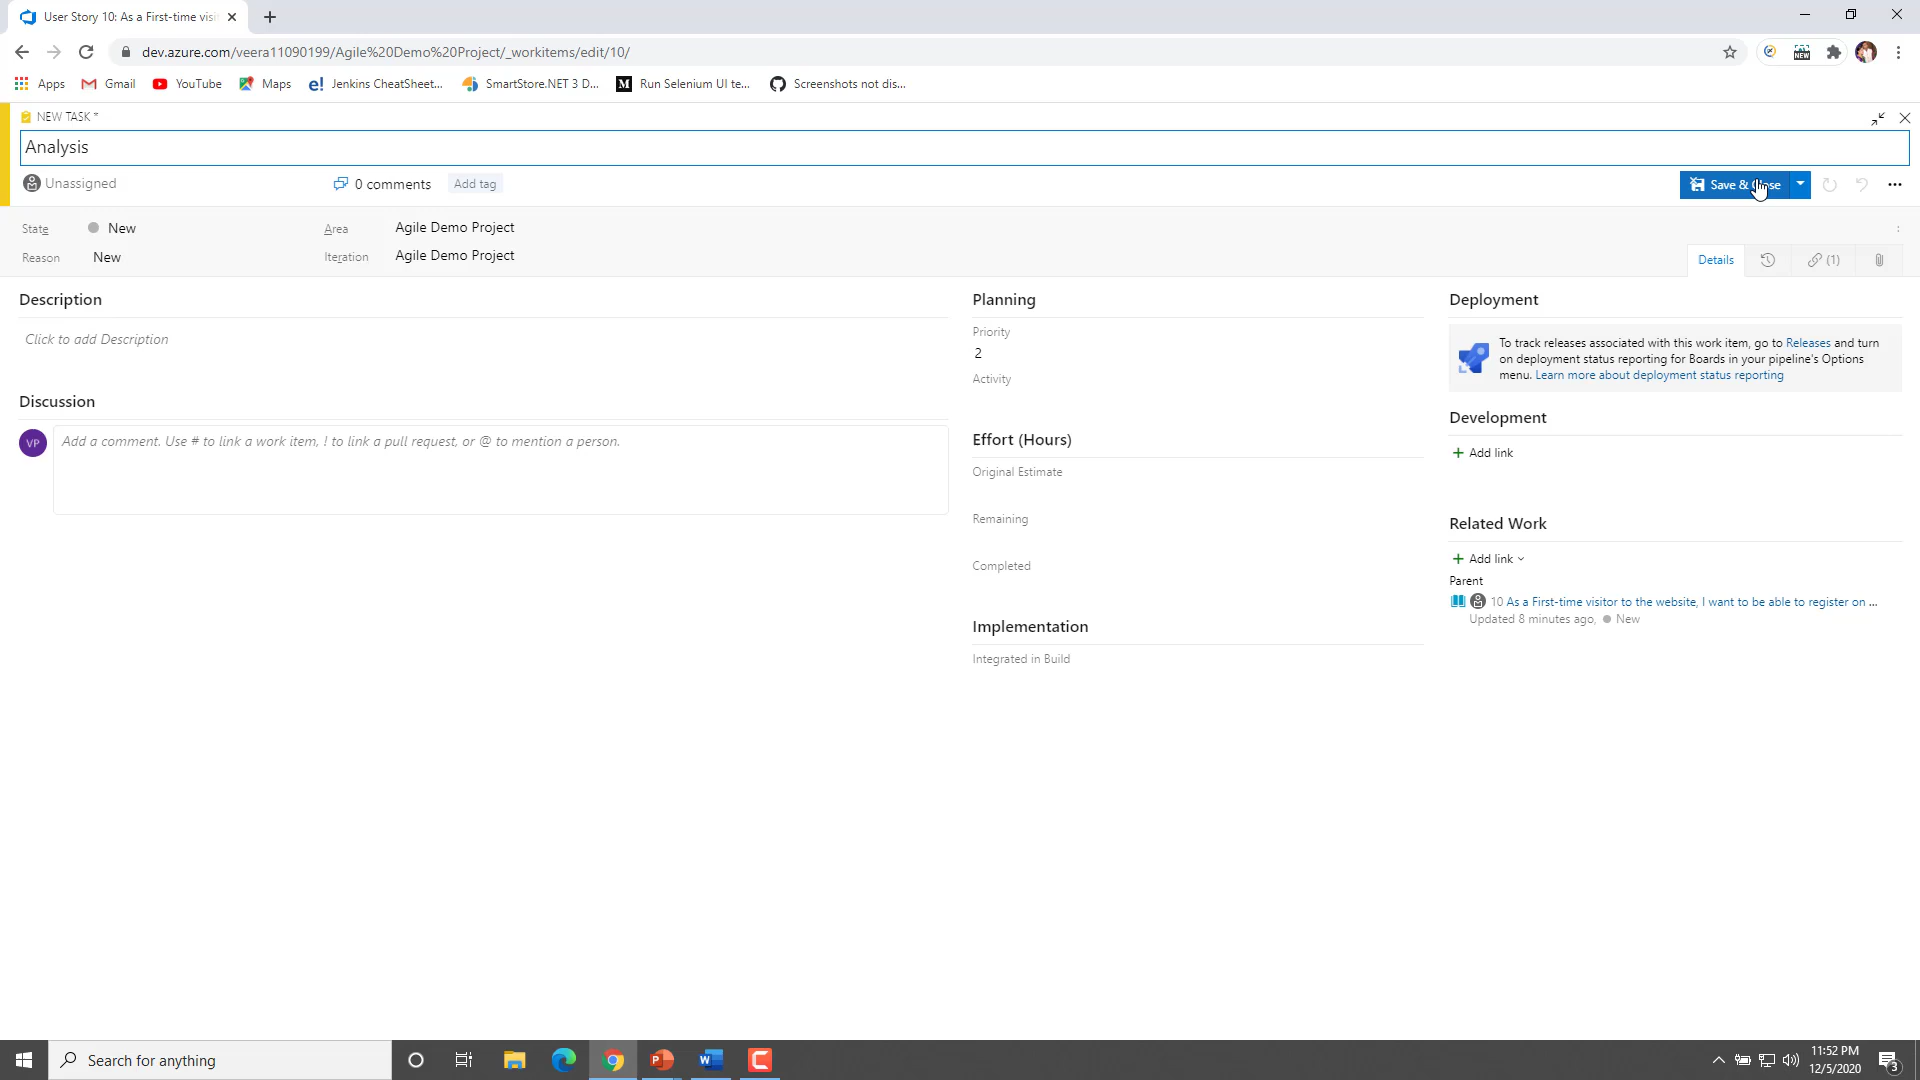 User Story 10: As a First-time visi
dev.azure.com/veera11090199/Agile%20Demo%20Project/_workitems/edit/10/
Apps
Gmail
YouTube
Maps
e!
Jenkins CheatSheet...
SmartStore.NET 3 D...
M
Run Selenium UI te...
Screenshots not dis...
NEW
NEW TASK *
Analysis
Unassigned
0 comments
Add tag
Save &
State
New
Area
Agile Demo Project
Reason
New
Iteration
Agile Demo Project
Details
(1)
Description
Click to add Description
Discussion
VP
Add a comment. Use # to link a work item, ! to link a pull request, or @ to mention a person.
Planning
Priority
2
Activity
Effort (Hours)
Original Estimate
Remaining
Completed
Implementation
Integrated in Build
Deployment
To track releases associated with this work item, go to Releases and turn
on deployment status reporting for Boards in your pipeline's Options
menu. Learn more about deployment status reporting
Development
+ Add link
Related Work
+ Add link
Parent
10 As a First-time visitor to the website, I want to be able to register on ...
Updated 8 minutes ago, ● New
Search for anything
P
W
C
11:52 PM
12/5/2020
3